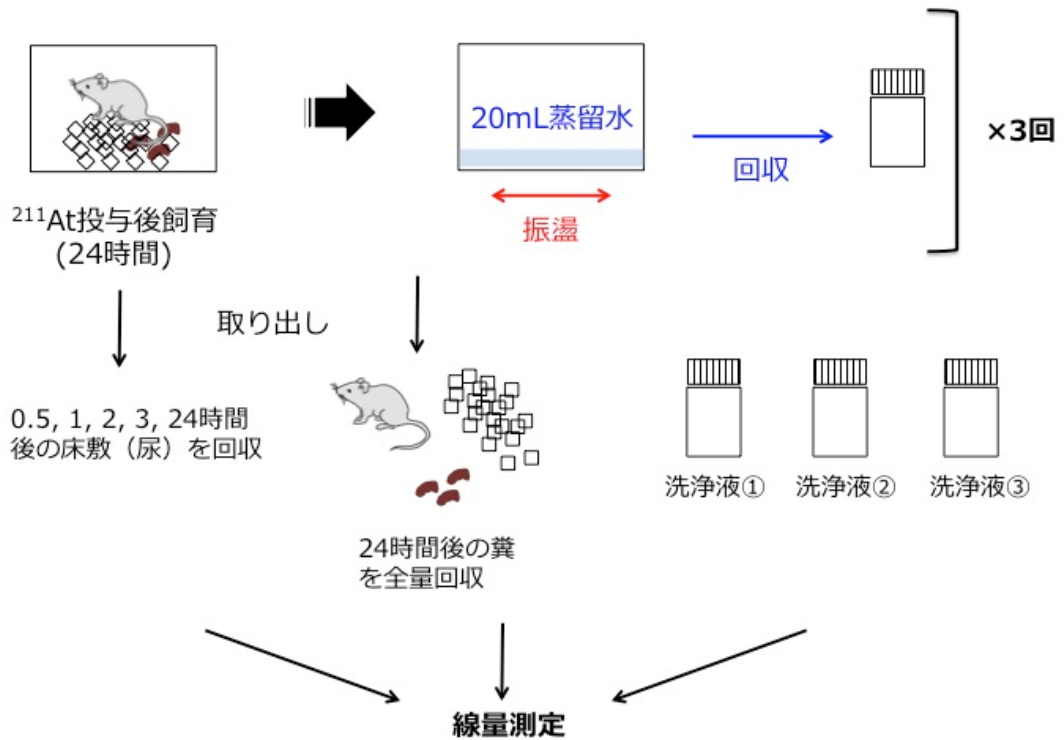 20mL蒸留水
回収
×3回
振盪
²¹¹At投与後飼育
(24時間)
取り出し
0.5, 1, 2, 3, 24時間
後の床敷（尿）を回収
洗浄液① 洗浄液② 洗浄液③
24時間後の糞
を全量回収
線量測定